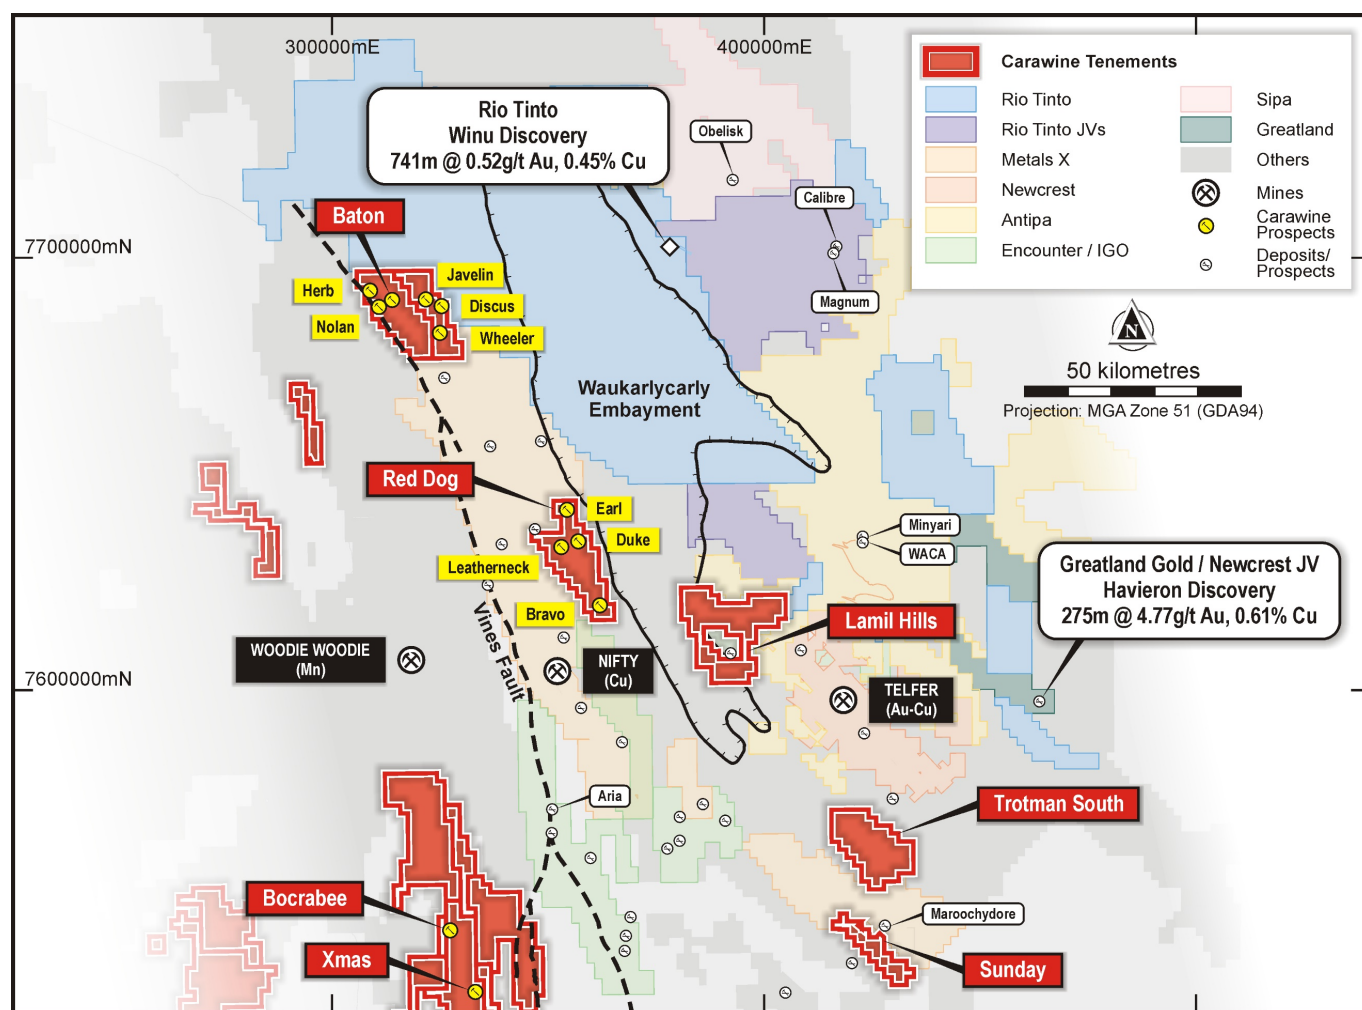 300000mE
400000mE
7700000mN
7600000mN
Rio Tinto
Winu Discovery
741m @ 0.52g/t Au, 0.45% Cu
Obelisk
Calibre
Magnum
Carawine Tenements
Rio Tinto
Rio Tinto JVs
Metals X
Newcrest
Antipa
Encounter / IGO
Sipa
Greatland
Others
Mines
Carawine
Prospects
Deposits/
Prospects
N
50 kilometres
Projection: MGA Zone 51 (GDA94)
Baton
Javelin
Herb
Discus
Nolan
Wheeler
Waukarlycarly
Embayment
Red Dog
Earl
Duke
Leatherneck
Bravo
Minyari
WACA
Greatland Gold / Newcrest JV
Havieron Discovery
275m @ 4.77g/t Au, 0.61% Cu
Lamil Hills
WOODIE WOODIE
(Mn)
Vines Fault
NIFTY
(Cu)
TELFER
(Au-Cu)
Aria
Trotman South
Bocrabee
Maroochydore
Xmas
Sunday